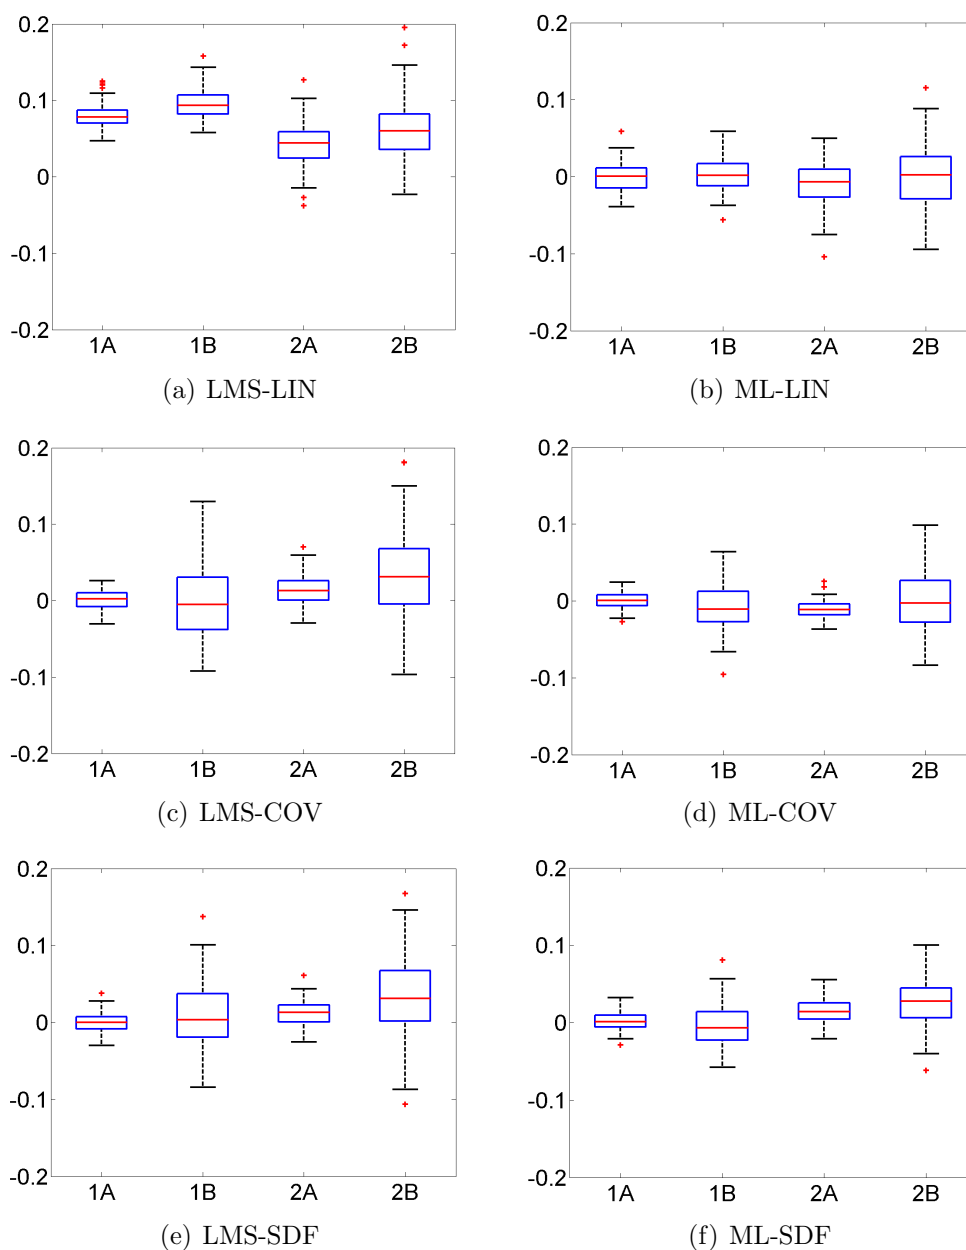 0.2
0.1
0
-0.1
-0.2
1A 1B 2A 2B
(a) LMS-LIN
0.2
0.1
0
-0.1
-0.2
1A 1B 2A 2B
(b) ML-LIN
0.2
0.1
0
-0.1
-0.2
1A 1B 2A 2B
(c) LMS-COV
0.2
0.1
0
-0.1
-0.2
1A 1B 2A 2B
(d) ML-COV
0.2
0.1
0
-0.1
-0.2
1A 1B 2A 2B
(e) LMS-SDF
0.2
0.1
0
-0.1
-0.2
1A 1B 2A 2B
(f) ML-SDF